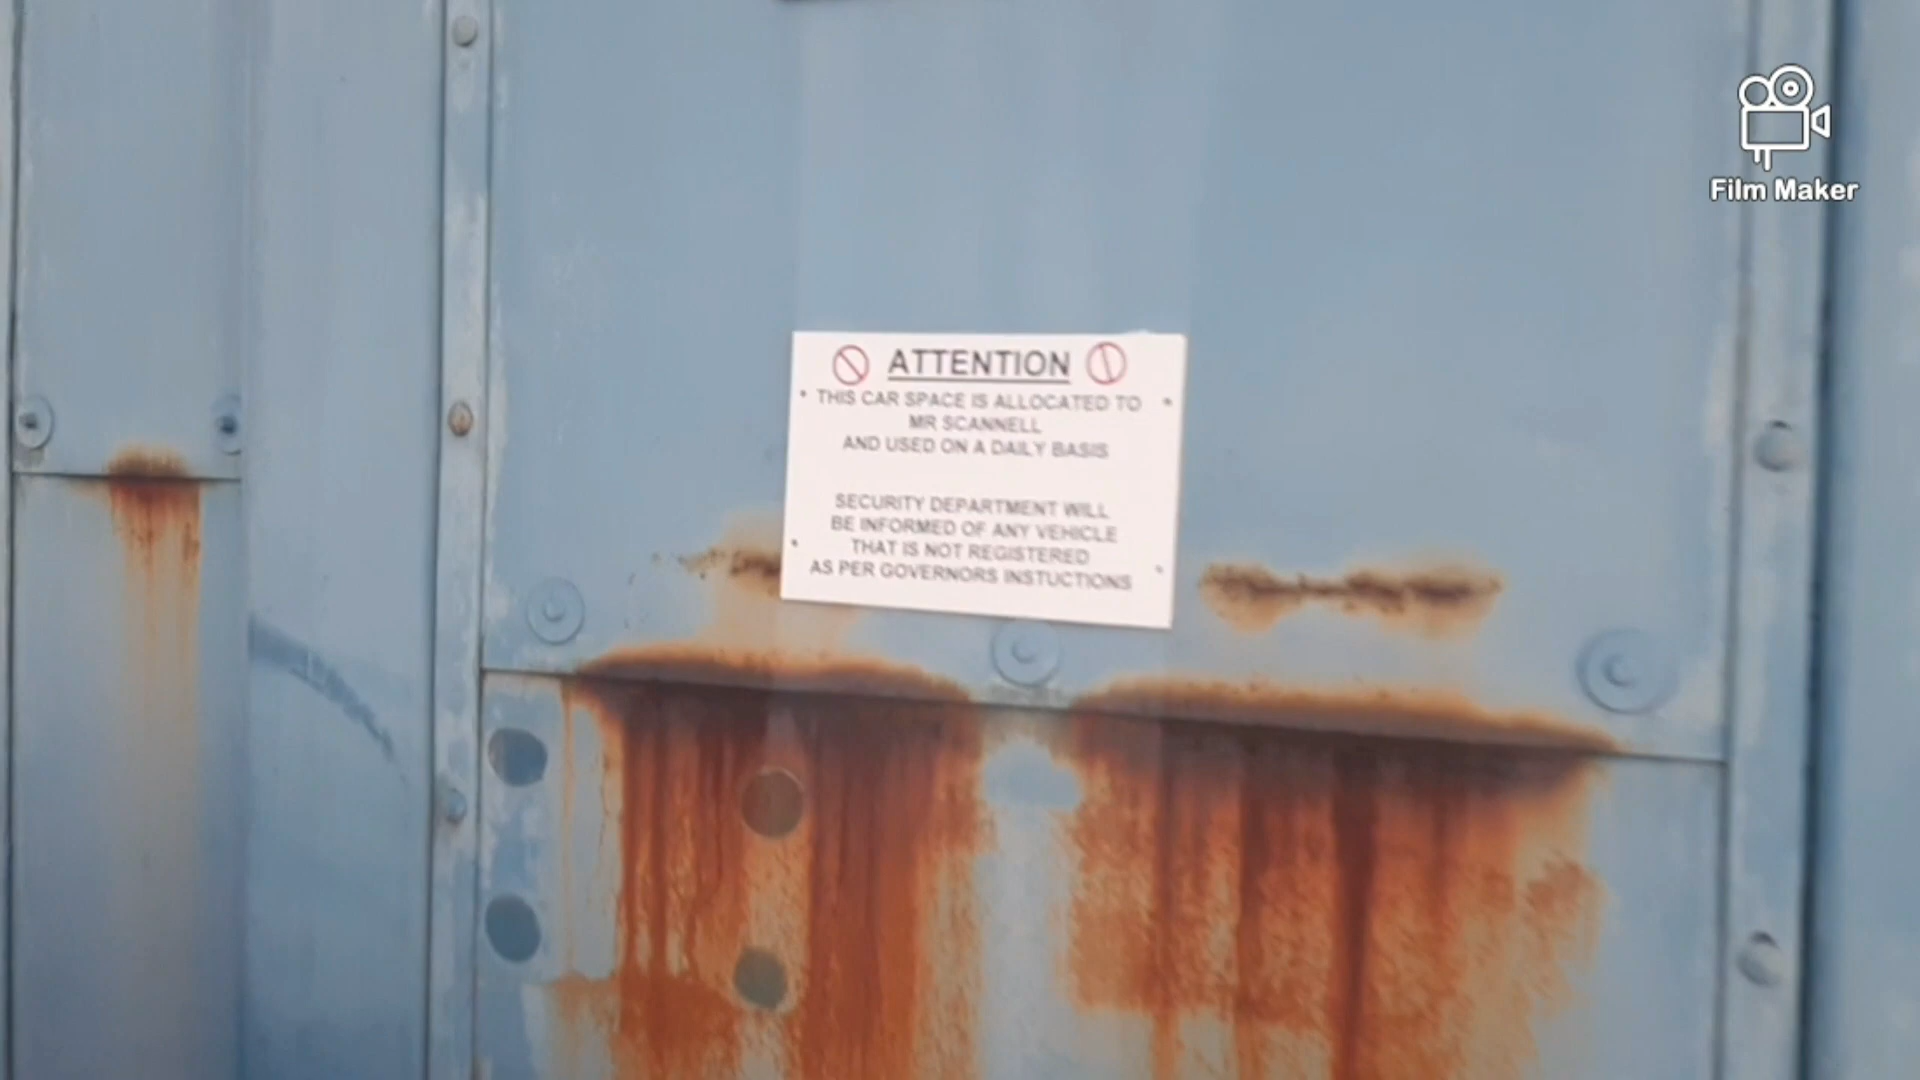 ATTENTION
THIS CAR SPACE IS ALLOCATED TO
MR SCANNELL
AND USED ON A DAILY BASIS
SECURITY DEPARTMENT WILL
BE INFORMED OF ANY VEHICLE
THAT IS NOT REGISTERED
AS PER GOVERNORS INSTUCTIONS
Film Maker